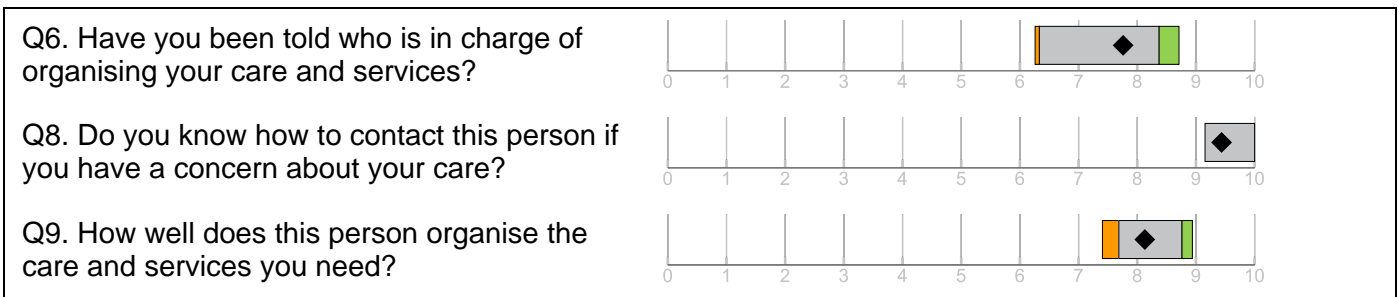 Q6. Have you been told who is in charge of
organising your care and services?
0 1 2 3 4 5 6 7 8 9 10
Q8. Do you know how to contact this person if
you have a concern about your care?
0 1 2 3 4 5 6 7 8 9 10
Q9. How well does this person organise the
care and services you need?
0 1 2 3 4 5 6 7 8 9 10